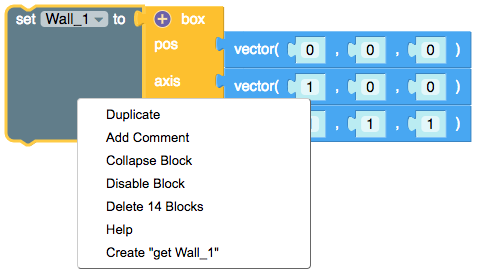 set Wall_1 to + box
pos vector( 0 , 0 , 0 )
axis vector( 1 , 0 , 0 )
, 1 , 1 )
Duplicate
Add Comment
Collapse Block
Disable Block
Delete 14 Blocks
Help
Create "get Wall_1"